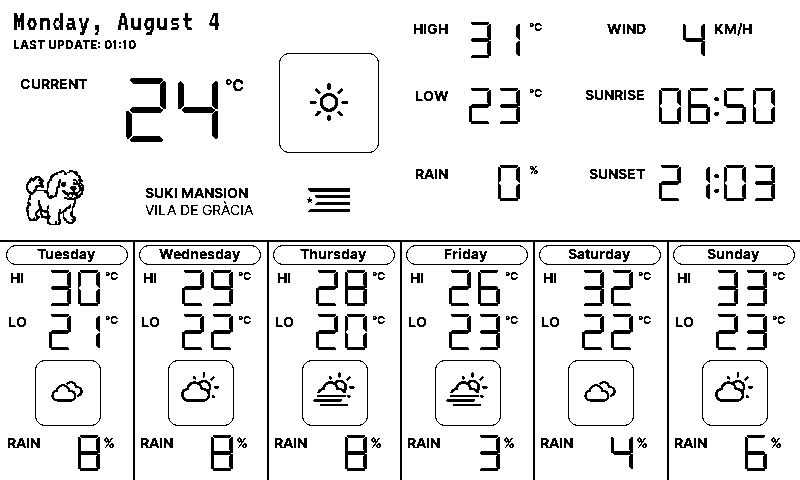 Monday, August 4
LAST UPDATE: 01:10
CURRENT 24 °C
HIGH 31 °C
WIND 4 KM/H
LOW 23 °C
SUNRISE 06:50
RAIN 0 %
SUNSET 21:03
SUKI MANSION
VILA DE GRÀCIA
Tuesday
HI 30 °C
LO 21 °C
RAIN 8 %
Wednesday
HI 29 °C
LO 22 °C
RAIN 8 %
Thursday
HI 28 °C
LO 20 °C
RAIN 8 %
Friday
HI 26 °C
LO 23 °C
RAIN 3 %
Saturday
HI 32 °C
LO 22 °C
RAIN 4 %
Sunday
HI 33 °C
LO 23 °C
RAIN 6 %